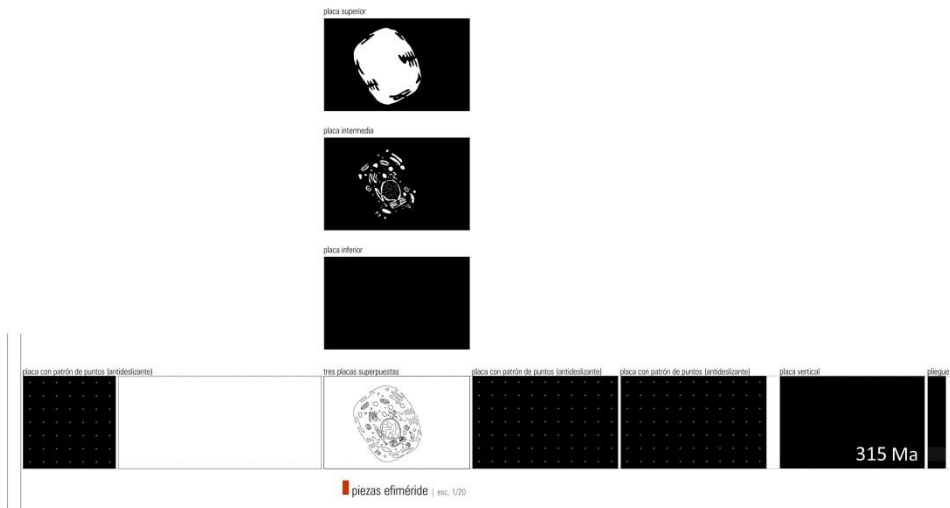 placa superior
placa intermedia
placa inferior
placa con patrón de puntos (antideslizante)
tres placas superpuestas
placa con patrón de puntos (antideslizante)
placa con patrón de puntos (antideslizante)
placa vertical
pliegue
315 Ma
piezas efiméride | esc. 1/20